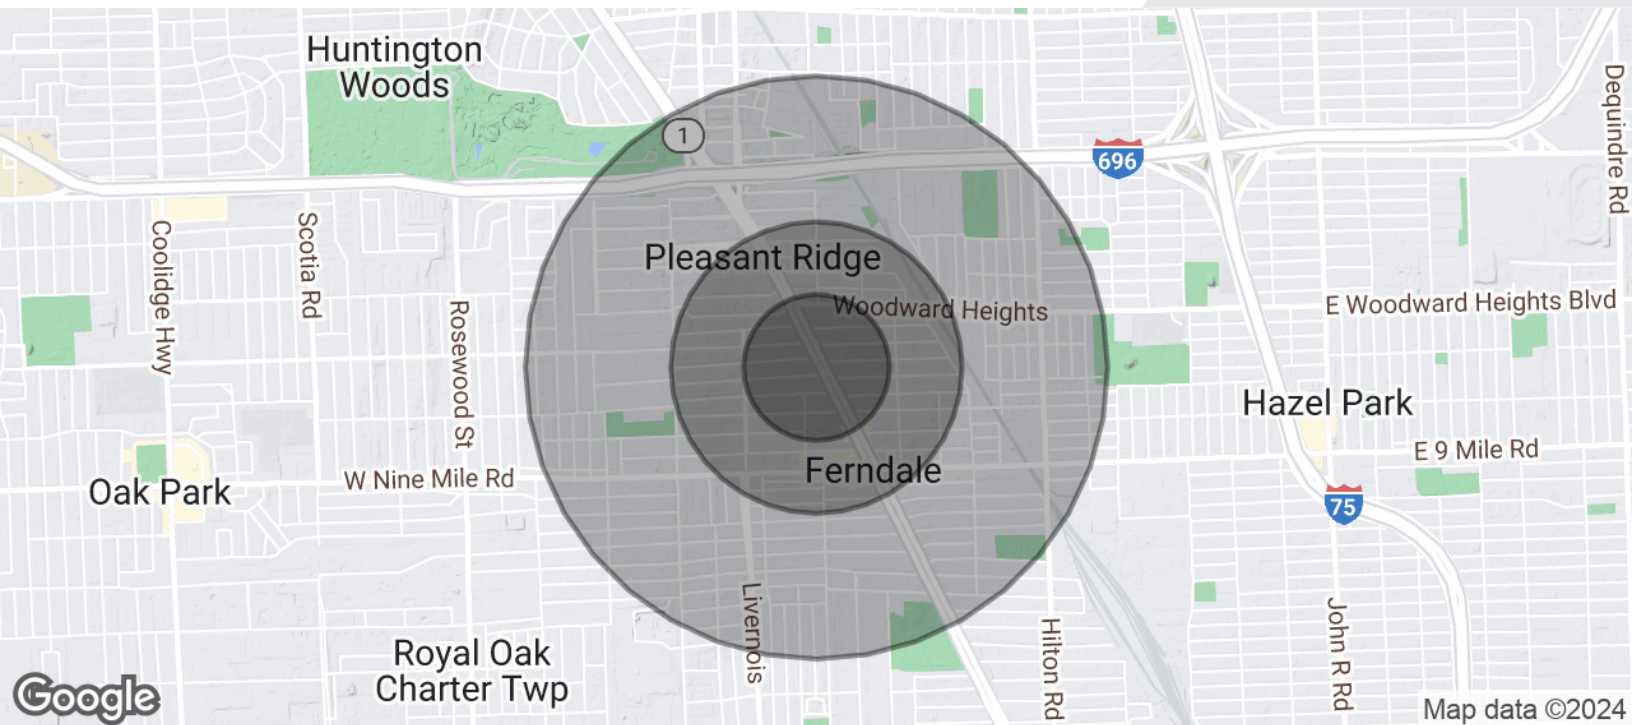 Huntington
Woods
1
696
Dequindre Rd
Coolidge Hwy
Scotia Rd
Pleasant Ridge
Woodward Heights
E Woodward Heights Blvd
Rosewood St
Hazel Park
E 9 Mile Rd
W Nine Mile Rd
Ferndale
Oak Park
75
Livernois
Hilton Rd
John R Rd
Royal Oak
Charter Twp
Google
Map data ©2024